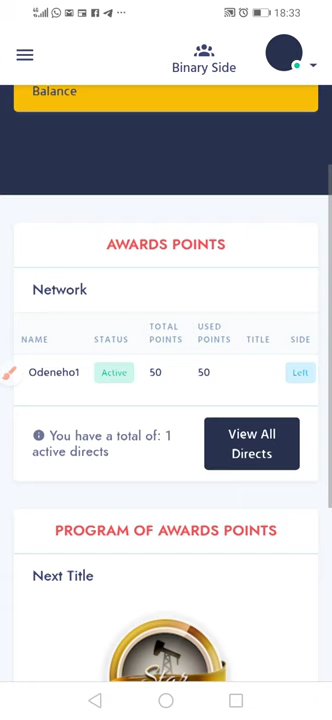 18:33
Binary Side
Balance
AWARDS POINTS
Network
NAME STATUS TOTAL POINTS USED POINTS TITLE SIDE
Odeneho1 Active 50 50 Left
You have a total of: 1
active directs
View All
Directs
PROGRAM OF AWARDS POINTS
Next Title
Star